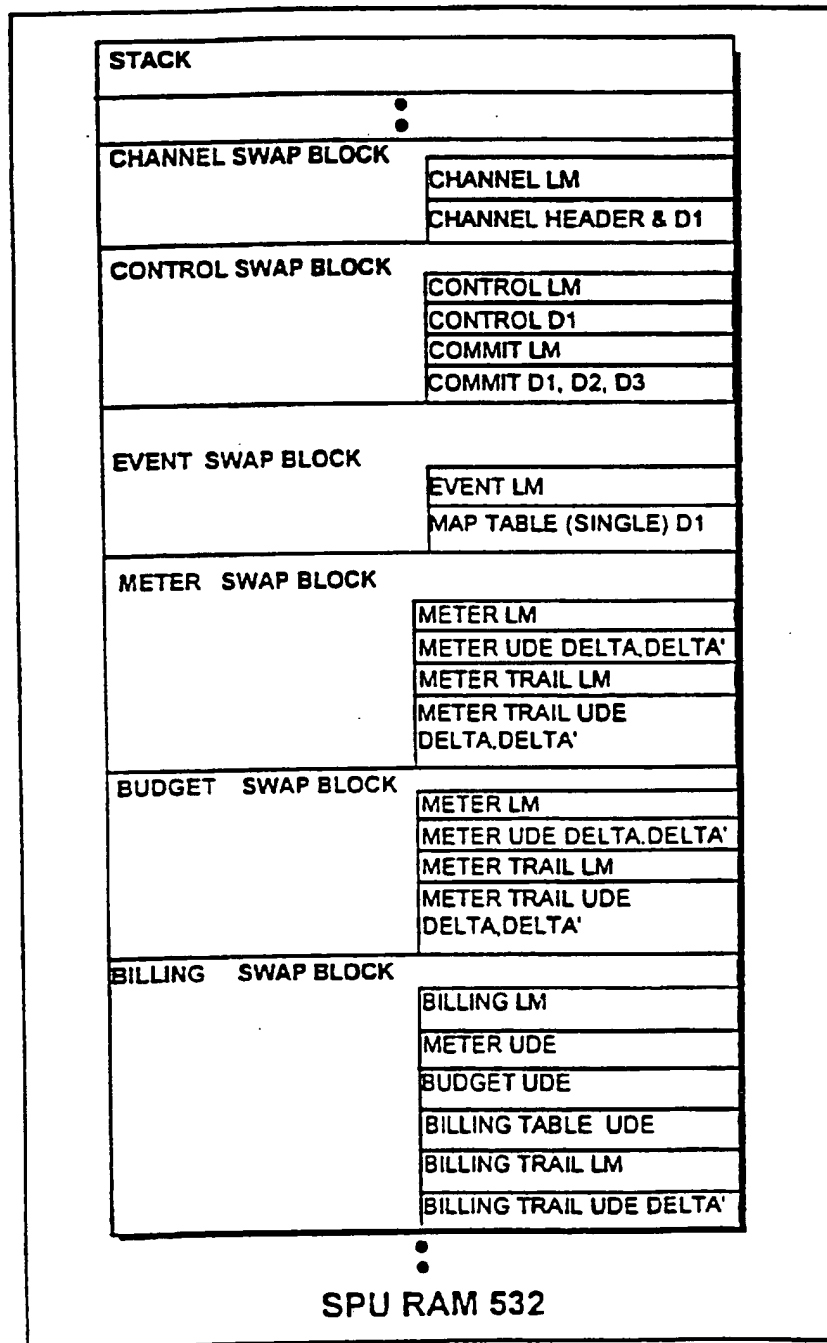 STACK
CHANNEL SWAP BLOCK
CHANNEL LM
CHANNEL HEADER & D1
CONTROL SWAP BLOCK
CONTROL LM
CONTROL D1
COMMIT LM
COMMIT D1, D2, D3
EVENT SWAP BLOCK
EVENT LM
MAP TABLE (SINGLE) D1
METER SWAP BLOCK
METER LM
METER UDE DELTA,DELTA'
METER TRAIL LM
METER TRAIL UDE
DELTA,DELTA'
BUDGET SWAP BLOCK
METER LM
METER UDE DELTA.DELTA'
METER TRAIL LM
METER TRAIL UDE
DELTA,DELTA'
BILLING SWAP BLOCK
BILLING LM
METER UDE
BUDGET UDE
BILLING TABLE UDE
BILLING TRAIL LM
BILLING TRAIL UDE DELTA'
SPU RAM 532